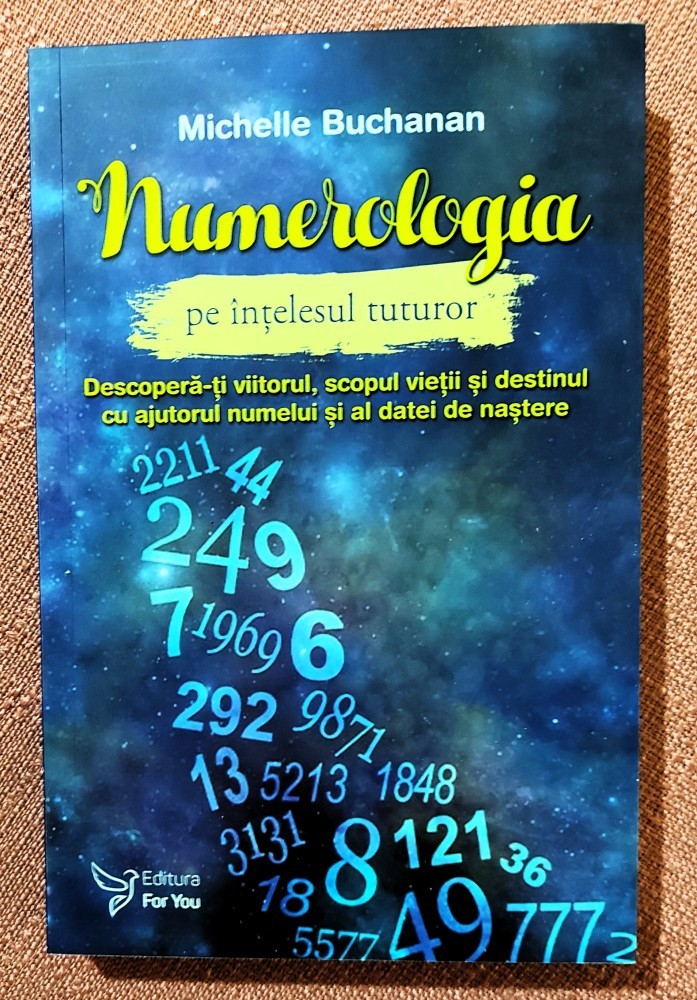 Michelle Buchanan
Numerologia
pe înțelesul tuturor
Descoperă-ți viitorul, scopul vieții și destinul
cu ajutorul numelui și al datei de naștere
2211 44
249
7 1969 6
292 9871
13 5213 1848
3131 8 121 36
18 49 777 2
5577
Editura
For You